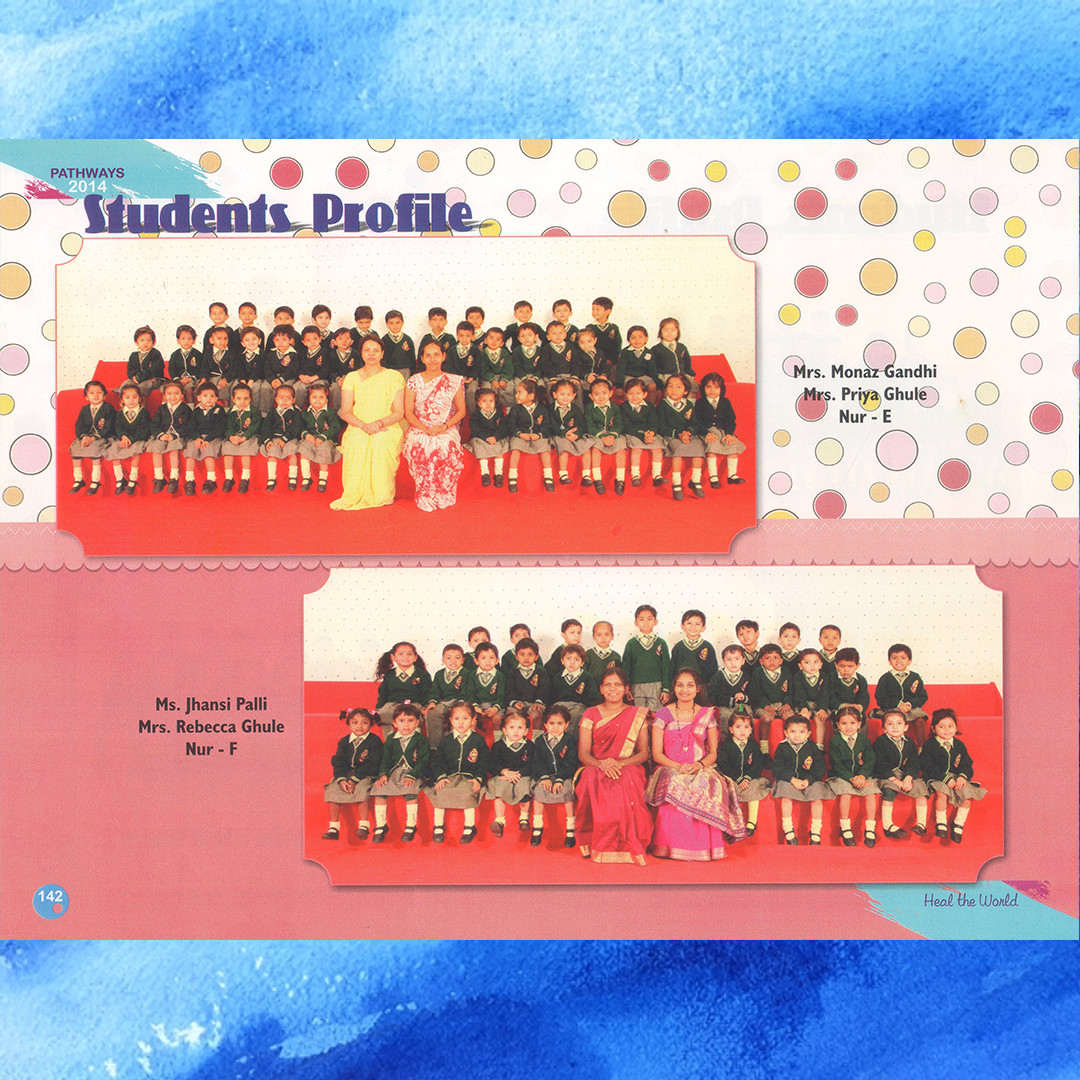 PATHWAYS
2014
Students Profile
Mrs. Monaz Gandhi
Mrs. Priya Ghule
Nur - E
Ms. Jhansi Palli
Mrs. Rebecca Ghule
Nur - F
142
Heal the World